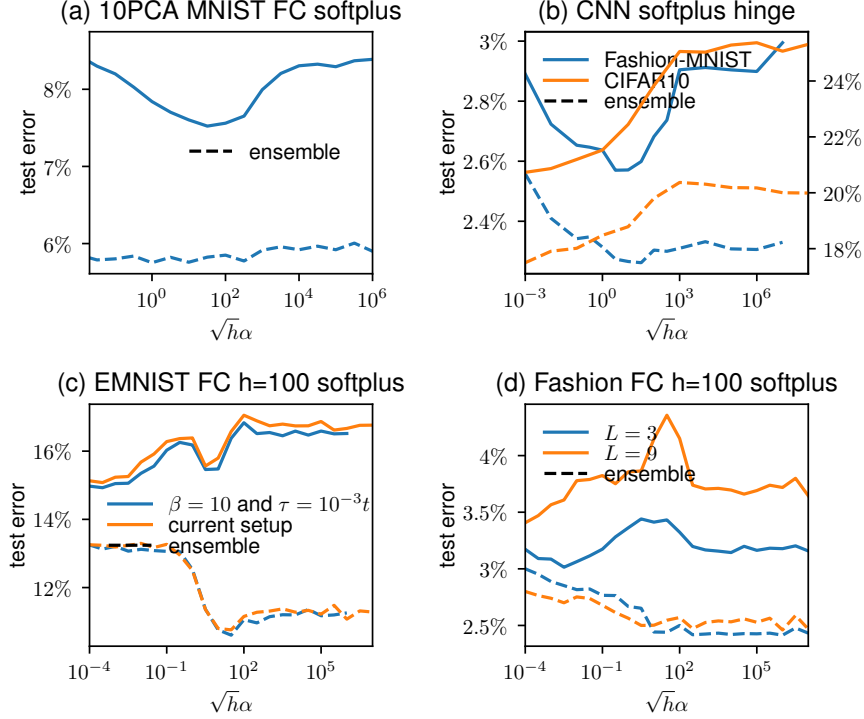 (a) 10PCA MNIST FC softplus
8%
7%
6%
test error
ensemble
10^0
10^2
10^4
10^6
√hα
(b) CNN softplus hinge
3%
2.8%
2.6%
2.4%
test error
Fashion-MNIST
CIFAR10
ensemble
24%
22%
20%
18%
10^−3
10^0
10^3
10^6
√hα
(c) EMNIST FC h=100 softplus
16%
14%
12%
test error
β = 10 and τ = 10^−3t
current setup
ensemble
10^−4
10^−1
10^2
10^5
√hα
(d) Fashion FC h=100 softplus
4%
3.5%
3%
2.5%
test error
L = 3
L = 9
ensemble
10^−4
10^−1
10^2
10^5
√hα